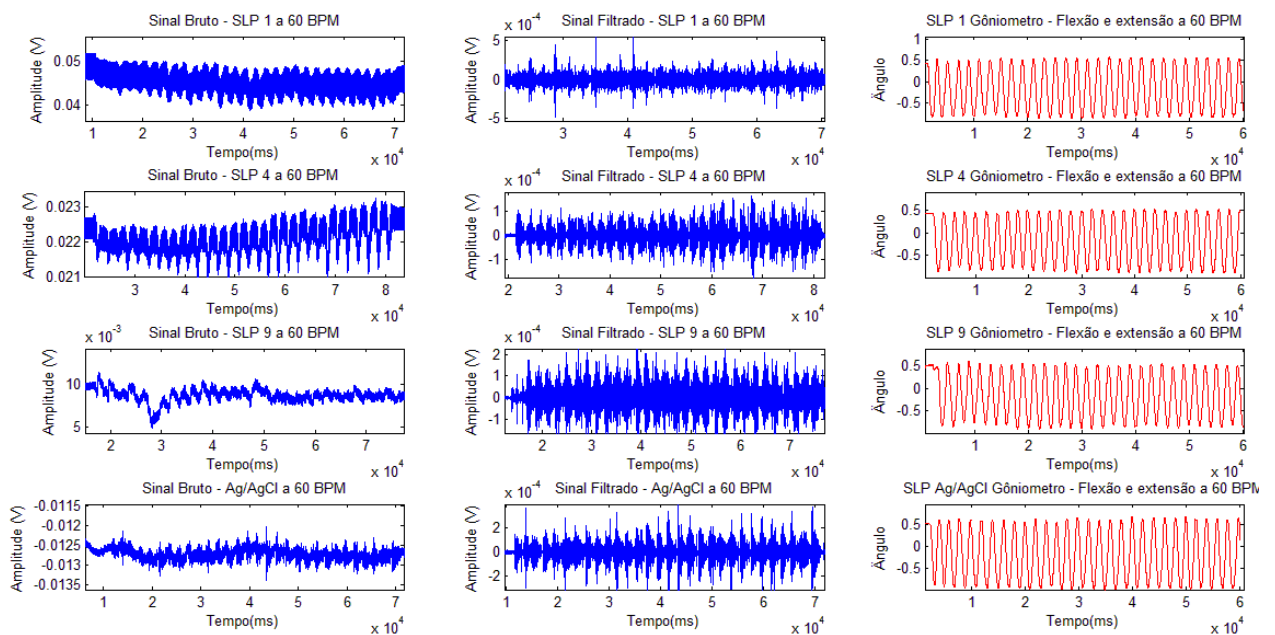 Sinal Bruto - SLP 1 a 60 BPM
Amplitude (V)
0.05
0.04
1 2 3 4 5 6 7
Tempo(ms)
x 10^4
Sinal Filtrado - SLP 1 a 60 BPM
x 10^-4
Amplitude (V)
5
0
-5
3 4 5 6 7
Tempo(ms)
x 10^4
SLP 1 Gôniometro - Flexão e extensão a 60 BPM
Ângulo
1
0.5
0
-0.5
1 2 3 4 5 6
Tempo(ms)
x 10^4
Sinal Bruto - SLP 4 a 60 BPM
Amplitude (V)
0.023
0.022
0.021
2 3 4 5 6 7 8
Tempo(ms)
x 10^4
Sinal Filtrado - SLP 4 a 60 BPM
x 10^-4
Amplitude (V)
1
0
-1
2 3 4 5 6 7 8
Tempo(ms)
x 10^4
SLP 4 Gôniometro - Flexão e extensão a 60 BPM
Ângulo
0.5
0
-0.5
1 2 3 4 5 6
Tempo(ms)
x 10^4
Sinal Bruto - SLP 9 a 60 BPM
x 10^-3
Amplitude (V)
10
5
2 3 4 5 6 7
Tempo(ms)
x 10^4
Sinal Filtrado - SLP 9 a 60 BPM
x 10^-4
Amplitude (V)
2
1
0
-1
2 3 4 5 6 7
Tempo(ms)
x 10^4
SLP 9 Gôniometro - Flexão e extensão a 60 BPM
Ângulo
0.5
0
-0.5
1 2 3 4 5 6
Tempo(ms)
x 10^4
Sinal Bruto - Ag/AgCl a 60 BPM
Amplitude (V)
-0.0115
-0.012
-0.0125
-0.013
-0.0135
1 2 3 4 5 6 7
Tempo(ms)
x 10^4
Sinal Filtrado - Ag/AgCl a 60 BPM
x 10^-4
Amplitude (V)
2
0
-2
1 2 3 4 5 6 7
Tempo(ms)
x 10^4
SLP Ag/AgCl Gôniometro - Flexão e extensão a 60 BPM
Ângulo
0.5
0
-0.5
1 2 3 4 5 6
Tempo(ms)
x 10^4